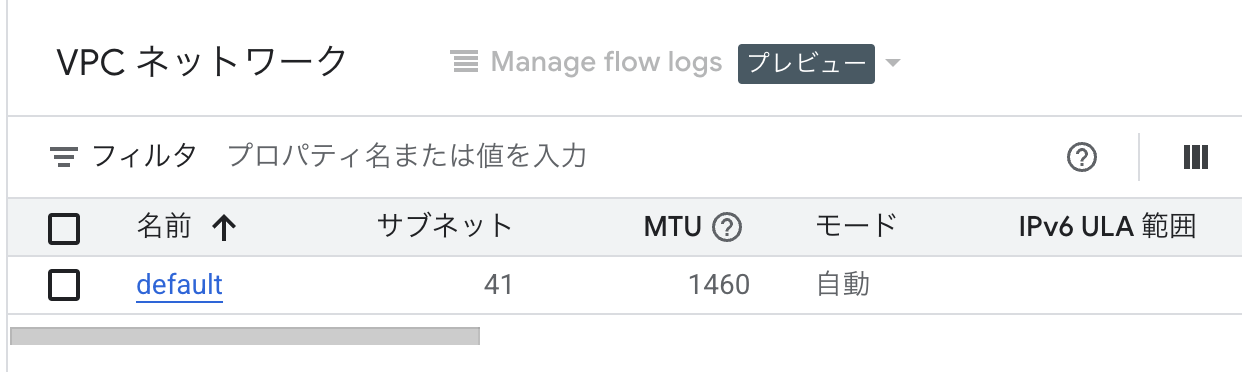 VPC ネットワーク Manage flow logs プレビュー
フィルタ プロパティ名または値を入力
名前 サブネット MTU モード IPv6 ULA 範囲
default 41 1460 自動